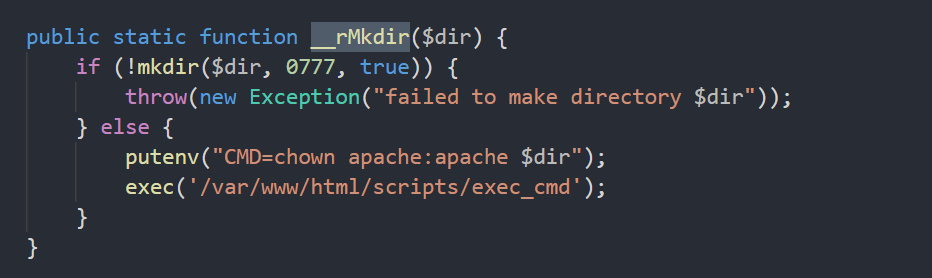 public static function __rMkdir($dir) {
    if (!mkdir($dir, 0777, true)) {
        throw(new Exception("failed to make directory $dir"));
    } else {
        putenv("CMD=chown apache:apache $dir");
        exec('/var/www/html/scripts/exec_cmd');
    }
}